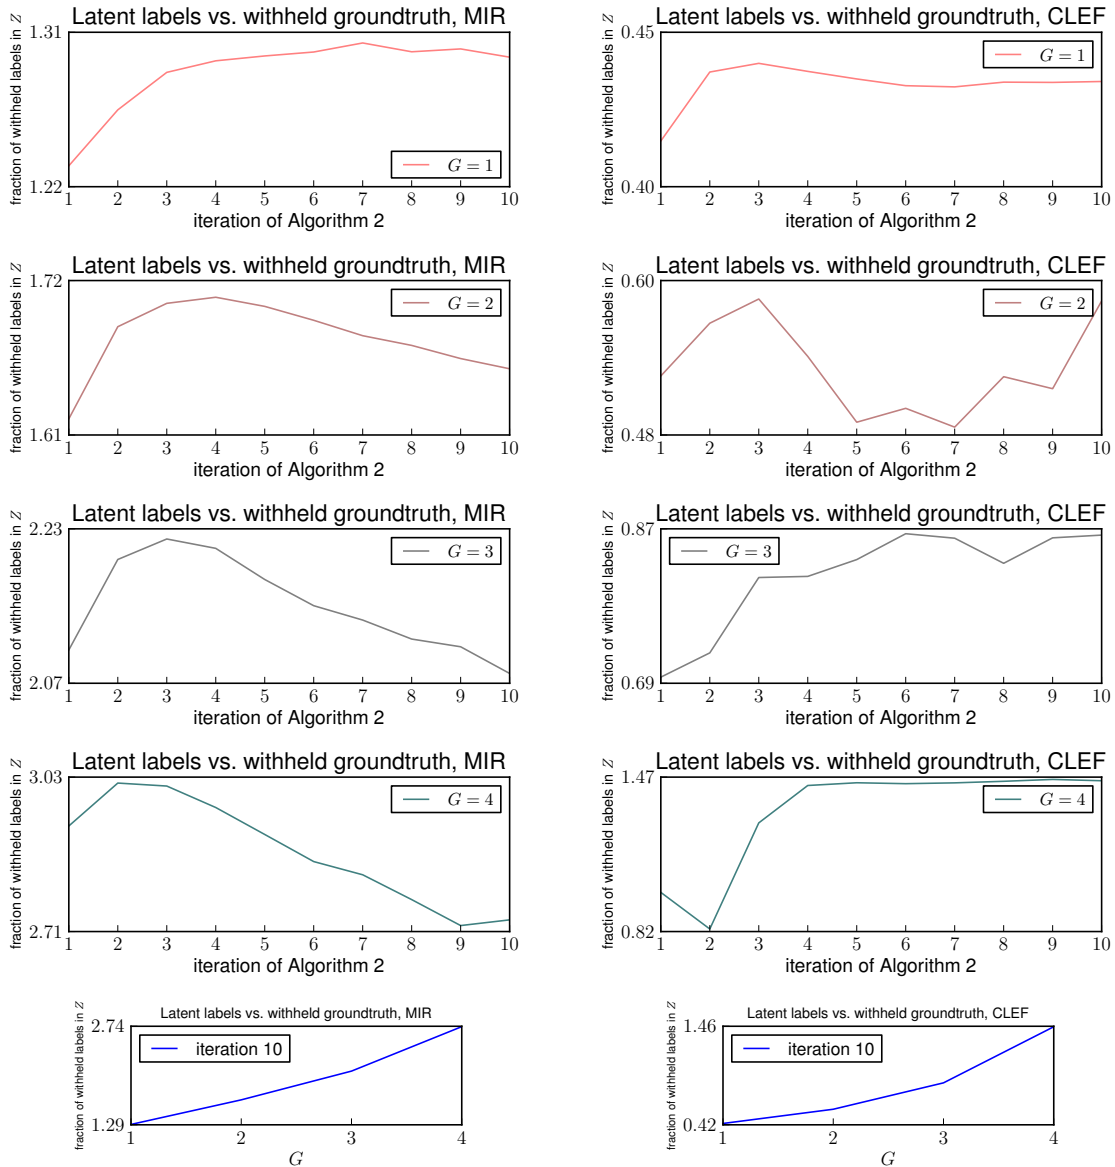 Latent labels vs. withheld groundtruth, MIR
fraction of withheld labels in Z
1.31
1.22
G = 1
1 2 3 4 5 6 7 8 9 10
iteration of Algorithm 2
Latent labels vs. withheld groundtruth, CLEF
fraction of withheld labels in Z
0.45
0.40
G = 1
1 2 3 4 5 6 7 8 9 10
iteration of Algorithm 2
Latent labels vs. withheld groundtruth, MIR
fraction of withheld labels in Z
1.72
1.61
G = 2
1 2 3 4 5 6 7 8 9 10
iteration of Algorithm 2
Latent labels vs. withheld groundtruth, CLEF
fraction of withheld labels in Z
0.60
0.48
G = 2
1 2 3 4 5 6 7 8 9 10
iteration of Algorithm 2
Latent labels vs. withheld groundtruth, MIR
fraction of withheld labels in Z
2.23
2.07
G = 3
1 2 3 4 5 6 7 8 9 10
iteration of Algorithm 2
Latent labels vs. withheld groundtruth, CLEF
fraction of withheld labels in Z
0.87
0.69
G = 3
1 2 3 4 5 6 7 8 9 10
iteration of Algorithm 2
Latent labels vs. withheld groundtruth, MIR
fraction of withheld labels in Z
3.03
2.71
G = 4
1 2 3 4 5 6 7 8 9 10
iteration of Algorithm 2
Latent labels vs. withheld groundtruth, CLEF
fraction of withheld labels in Z
1.47
0.82
G = 4
1 2 3 4 5 6 7 8 9 10
iteration of Algorithm 2
Latent labels vs. withheld groundtruth, MIR
fraction of withheld labels in Z
2.74
1.29
iteration 10
1 2 3 4
G
Latent labels vs. withheld groundtruth, CLEF
fraction of withheld labels in Z
1.46
0.42
iteration 10
1 2 3 4
G